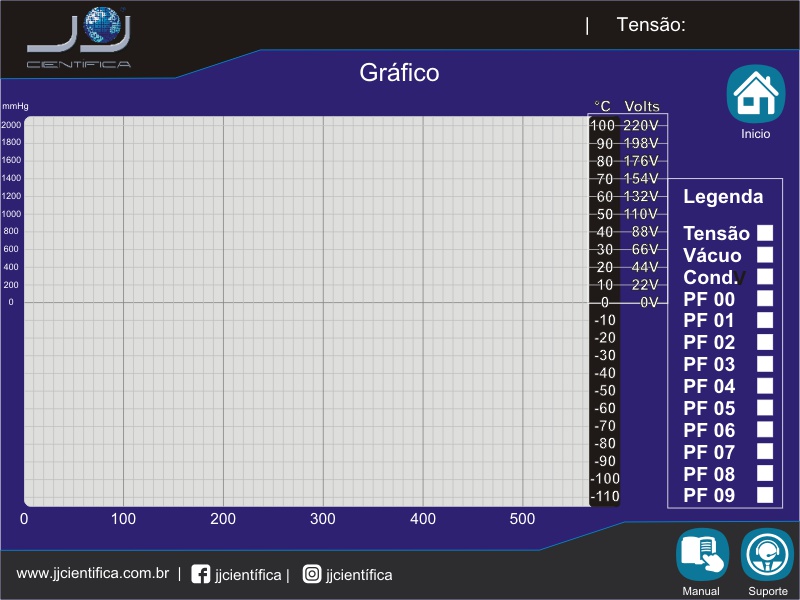 JJ
CIENTIFICA
| Tensão:
Gráfico
Inicio
mmHg
2000
1800
1600
1400
1200
1000
800
600
400
200
0
°C Volts
100 220V
90 198V
80 176V
70 154V
60 132V
50 110V
40 88V
30 66V
20 44V
10 22V
0 0V
-10
-20
-30
-40
-50
-60
-70
-80
-90
-100
-110
Legenda
Tensão
Vácuo
Cond.V
PF 00
PF 01
PF 02
PF 03
PF 04
PF 05
PF 06
PF 07
PF 08
PF 09
0 100 200 300 400 500
www.jjcientifica.com.br | jjcientífica | jjcientífica
Manual
Suporte